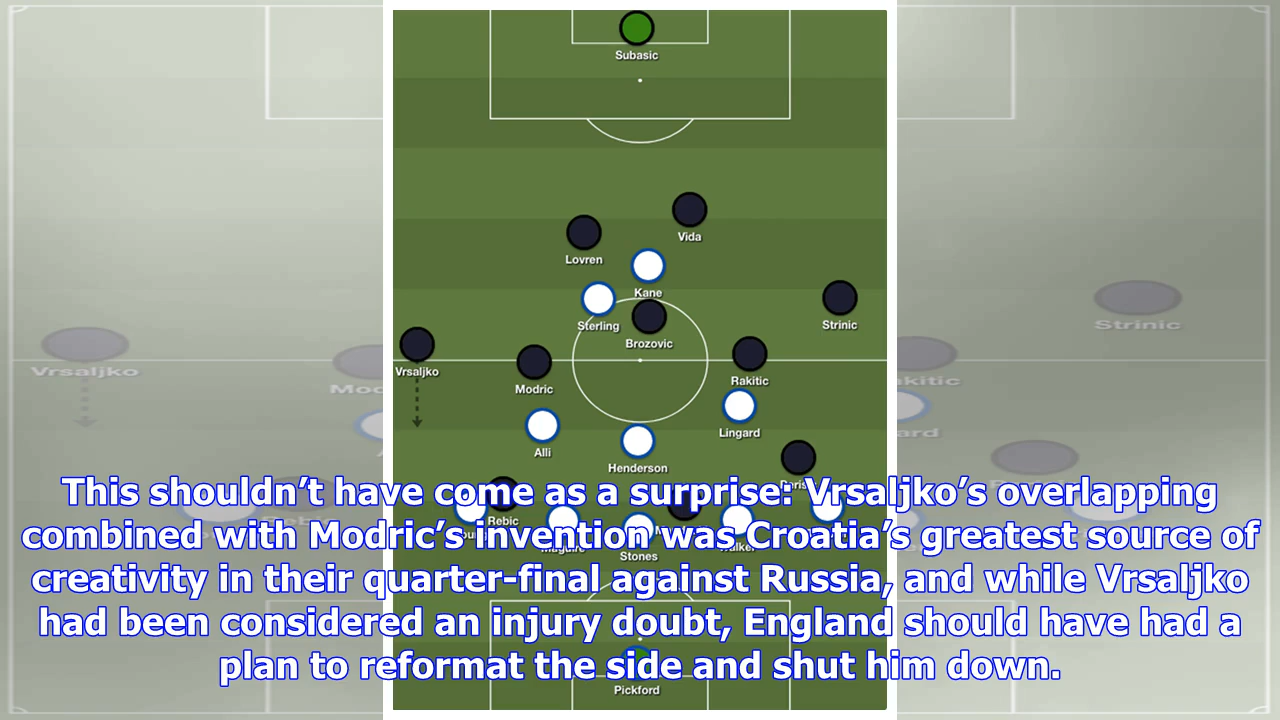 Subasic
Vida
Lovren
Kane
Strinic
Strinic
Sterling
Brozovic
Vrsaljko
Vrsaljko
Modric
Rakitic
Lingard
Alli
Henderson
This shouldn’t have come as a surprise: Vrsaljko’s overlapping
Rebic
combined with Modric’s invention was Croatia’s greatest source of
Stones
creativity in their quarter-final against Russia, and while Vrsaljko
had been considered an injury doubt, England should have had a
plan to reformat the side and shut him down.
Pickford